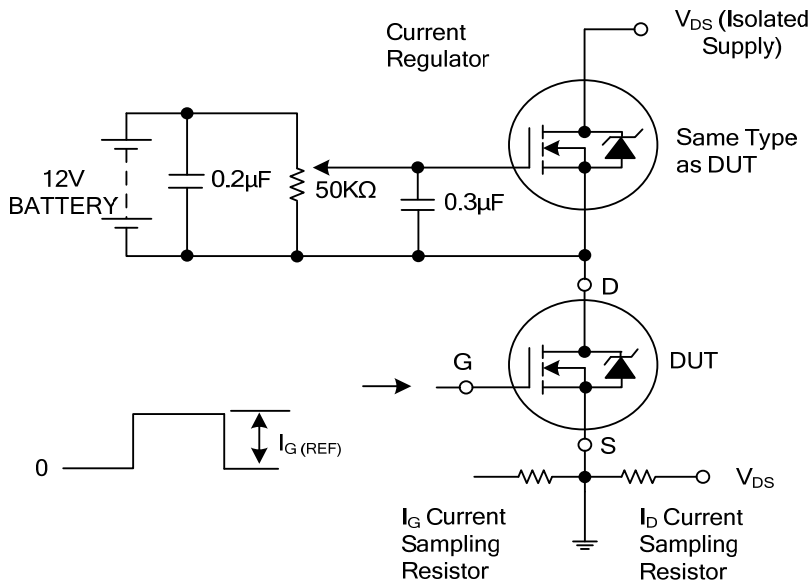 Current
Regulator
V_DS (Isolated
Supply)
12V
BATTERY
0.2µF
50KΩ
0.3µF
Same Type
as DUT
D
G
DUT
S
0
I_G (REF)
V_DS
I_G Current
Sampling
Resistor
I_D Current
Sampling
Resistor